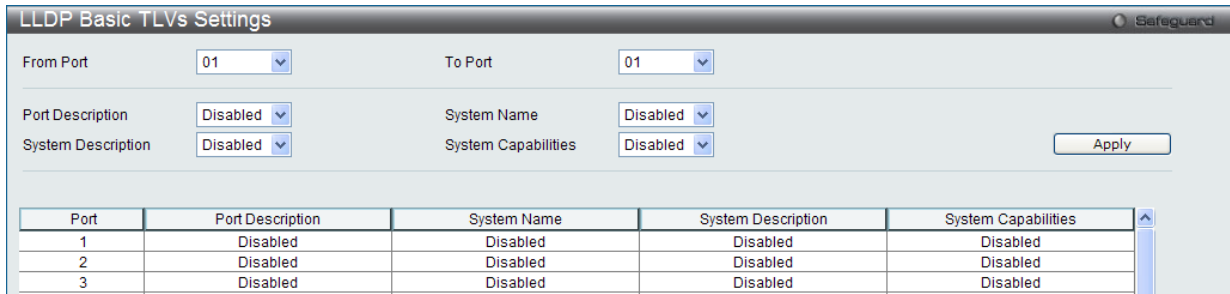 LLDP Basic TLVs Settings Safeguard
From Port 01 To Port 01
Port Description Disabled System Name Disabled
System Description Disabled System Capabilities Disabled Apply
Port Port Description System Name System Description System Capabilities
1 Disabled Disabled Disabled Disabled
2 Disabled Disabled Disabled Disabled
3 Disabled Disabled Disabled Disabled